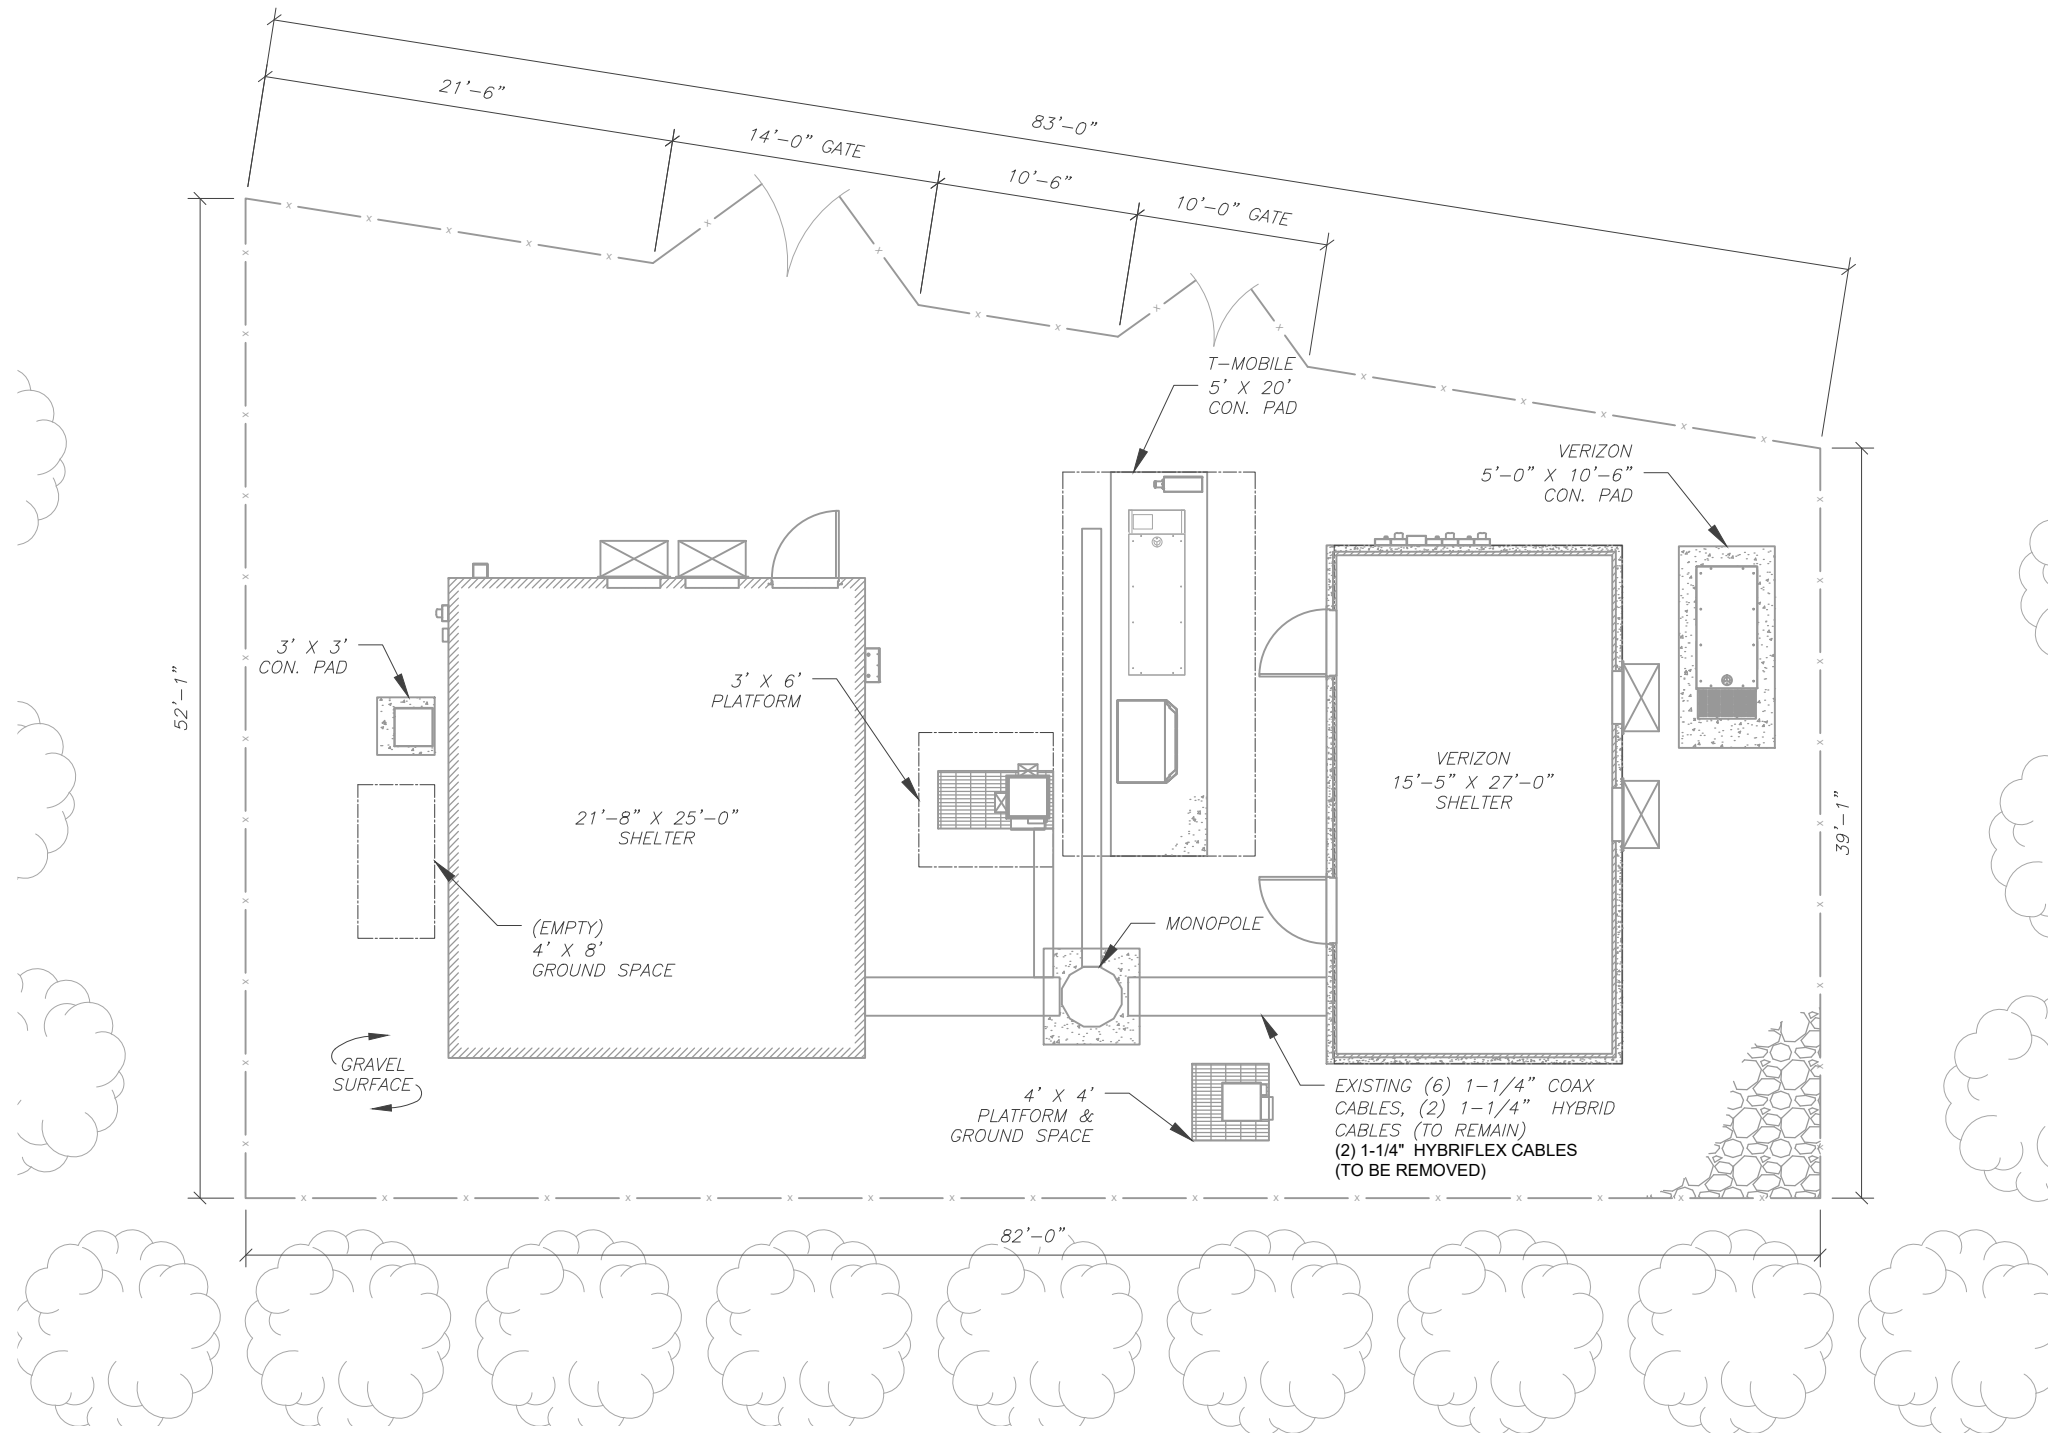 83'-0"
21'-6"
14'-0" GATE
10'-6"
10'-0" GATE
T-MOBILE
5' X 20'
CON. PAD
VERIZON
5'-0" X 10'-6"
CON. PAD
3' X 3'
CON. PAD
3' X 6'
PLATFORM
52'-1"
VERIZON
15'-5" X 27'-0"
SHELTER
21'-8" X 25'-0"
SHELTER
39'-1"
(EMPTY)
4' X 8'
GROUND SPACE
MONOPOLE
GRAVEL
SURFACE
4' X 4'
PLATFORM &
GROUND SPACE
EXISTING (6) 1-1/4" COAX
CABLES, (2) 1-1/4" HYBRID
CABLES (TO REMAIN)
(2) 1-1/4" HYBRIFLEX CABLES
(TO BE REMOVED)
82'-0"